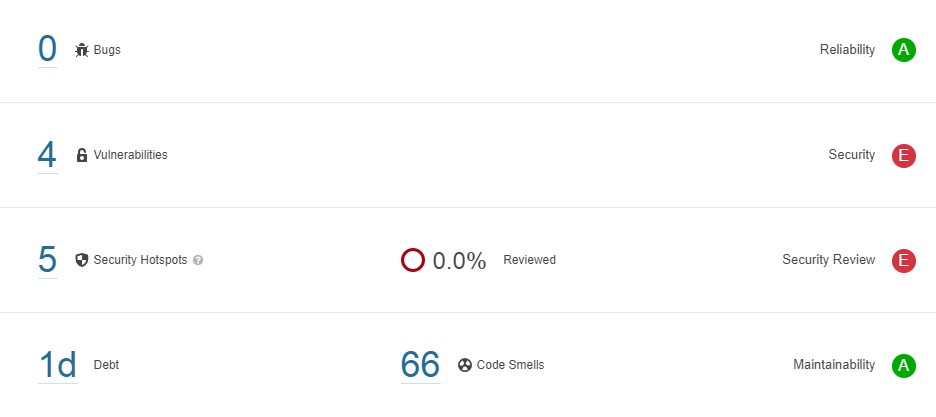 0 Bugs Reliability A
4 Vulnerabilities Security E
5 Security Hotspots ? 0.0% Reviewed Security Review E
1d Debt 66 Code Smells Maintainability A